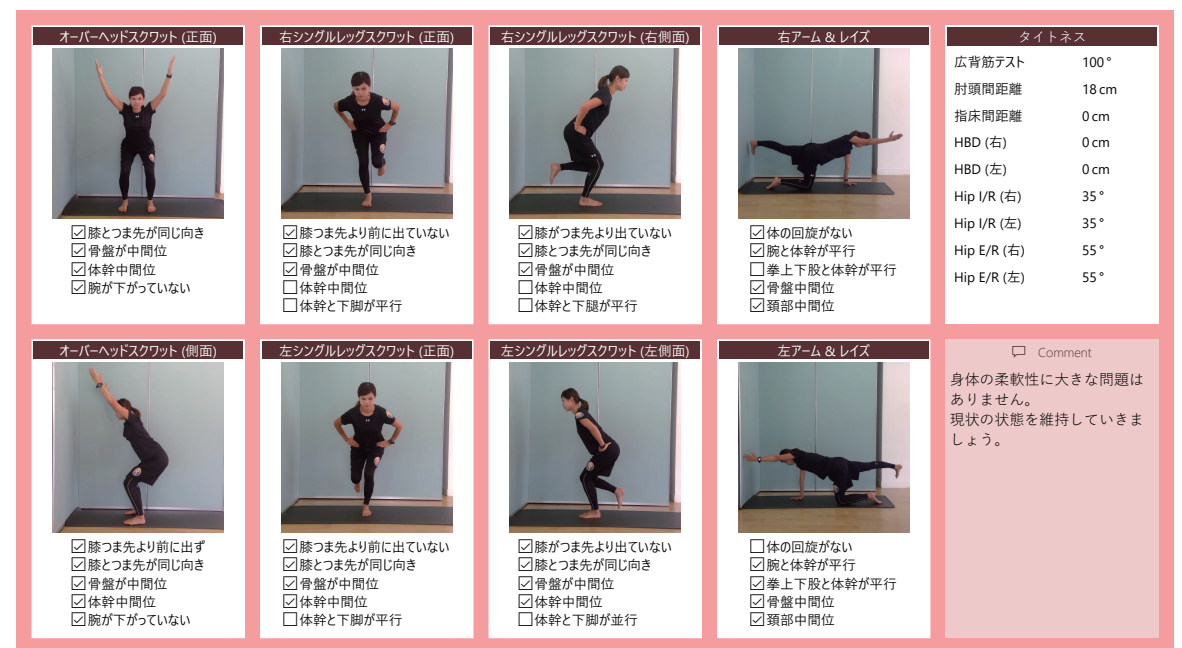 オーバーヘッドスクワット (正面)
☑膝とつま先が同じ向き
☑骨盤が中間位
☑体幹中間位
☑腕が下がっていない
右シングルレッグスクワット (正面)
☑膝つま先より前に出ていない
☑膝とつま先が同じ向き
☑骨盤が中間位
☐体幹中間位
☐体幹と下脚が平行
右シングルレッグスクワット (右側面)
☑膝がつま先より出ていない
☑膝とつま先が同じ向き
☑骨盤が中間位
☐体幹中間位
☐体幹と下腿が平行
右アーム & レイズ
☑体の回旋がない
☑腕と体幹が平行
☐拳上下股と体幹が平行
☑骨盤中間位
☑頚部中間位
タイトネス
広背筋テスト 100°
肘頭間距離 18 cm
指床間距離 0 cm
HBD (右) 0 cm
HBD (左) 0 cm
Hip I/R (右) 35°
Hip I/R (左) 35°
Hip E/R (右) 55°
Hip E/R (左) 55°
オーバーヘッドスクワット (側面)
☑膝つま先より前に出ず
☑膝とつま先が同じ向き
☑骨盤が中間位
☑体幹中間位
☑腕が下がっていない
左シングルレッグスクワット (正面)
☑膝つま先より前に出ていない
☑膝とつま先が同じ向き
☑骨盤が中間位
☑体幹中間位
☐体幹と下脚が平行
左シングルレッグスクワット (左側面)
☑膝がつま先より出ていない
☑膝とつま先が同じ向き
☑骨盤が中間位
☑体幹中間位
☐体幹と下脚が並行
左アーム & レイズ
☐体の回旋がない
☑腕と体幹が平行
☑拳上下股と体幹が平行
☑骨盤中間位
☑頚部中間位
Comment
身体の柔軟性に大きな問題は
ありません。
現状の状態を維持していきま
しょう。